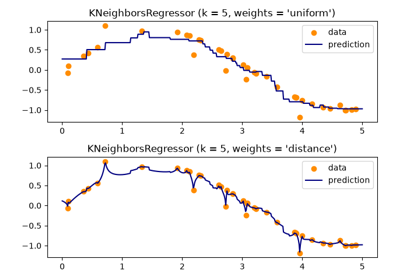 KNeighborsRegressor (k = 5, weights = 'uniform')
1.0
0.5
0.0
−0.5
−1.0
data
prediction
0 1 2 3 4 5
KNeighborsRegressor (k = 5, weights = 'distance')
1.0
0.5
0.0
−0.5
−1.0
data
prediction
0 1 2 3 4 5